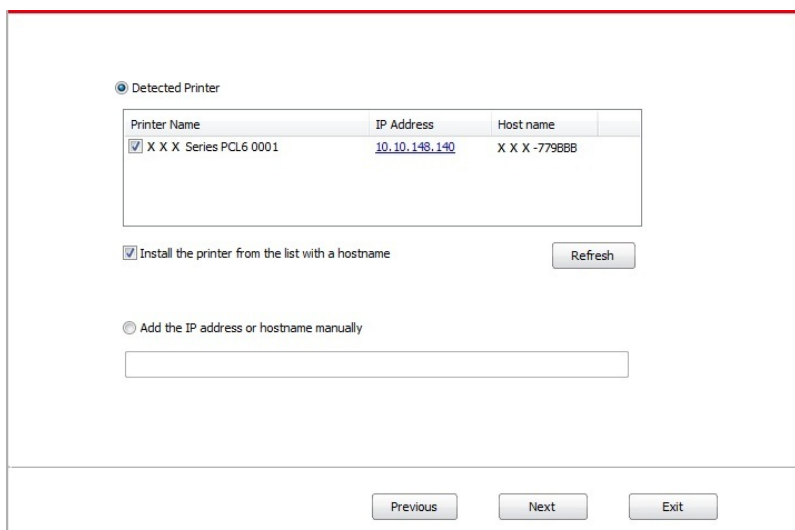 Detected Printer
Printer Name IP Address Host name
X X X Series PCL6 0001 10.10.148.140 X X X -779BBB
Install the printer from the list with a hostname Refresh
Add the IP address or hostname manually
Previous Next Exit